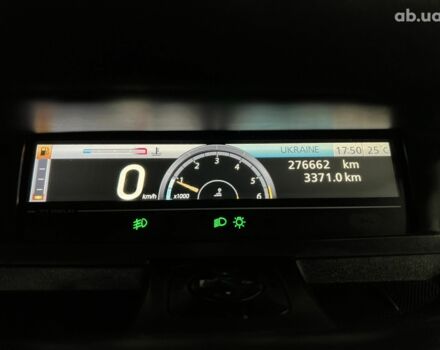 ab.ua
UKRAINE 17:50 25 C
276662 km
3371.0 km
0 km/h
1 2 3 4 5 6
x1000